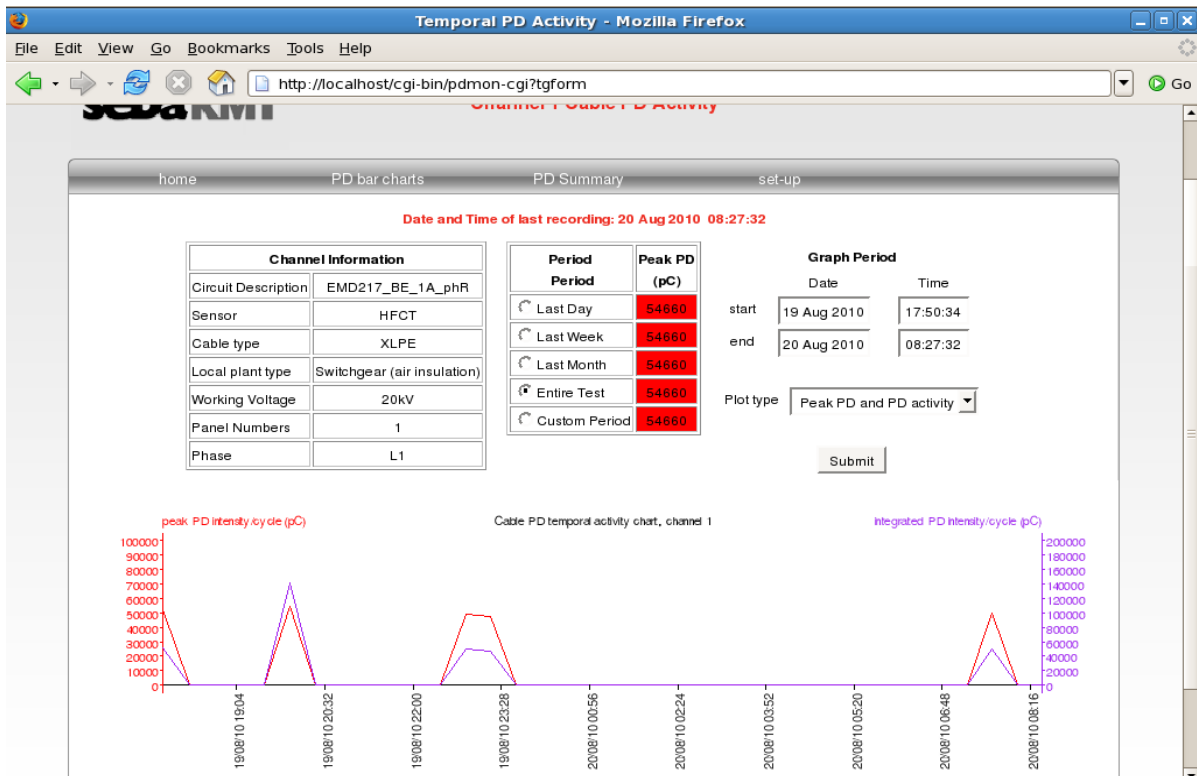 Temporal PD Activity - Mozilla Firefox
File Edit View Go Bookmarks Tools Help
http://localhost/cgi-bin/pdmon-cgi?tgform
Go
sebaKMT
Channel 1 Cable PD Activity
home PD bar charts PD Summary set-up
Date and Time of last recording: 20 Aug 2010 08:27:32
Channel Information
Circuit Description EMD217_BE_1A_phR
Sensor HFCT
Cable type XLPE
Local plant type Switchgear (air insulation)
Working Voltage 20kV
Panel Numbers 1
Phase L1
Period Peak PD
Period (pC)
Last Day 54660
Last Week 54660
Last Month 54660
Entire Test 54660
Custom Period 54660
Graph Period
Date Time
start 19 Aug 2010 17:50:34
end 20 Aug 2010 08:27:32
Plot type Peak PD and PD activity
Submit
peak PD intensity/cycle (pC)
Cable PD temporal activity chart, channel 1
integrated PD intensity/cycle (pC)
100000
90000
80000
70000
60000
50000
40000
30000
20000
10000
0
200000
180000
160000
140000
120000
100000
80000
60000
40000
20000
0
19/08/10 19:04
19/08/10 20:32
19/08/10 22:00
19/08/10 23:28
20/08/10 00:56
20/08/10 02:24
20/08/10 03:52
20/08/10 05:20
20/08/10 06:48
20/08/10 08:16